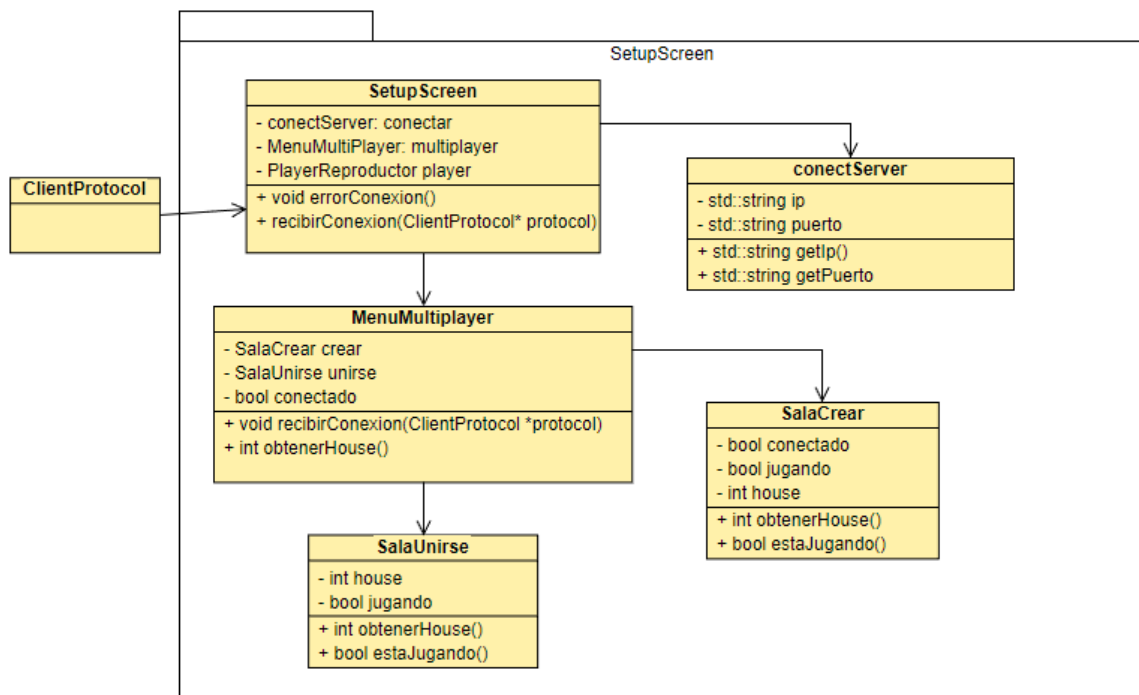 SetupScreen
SetupScreen
- conectServer: conectar
- MenuMultiPlayer: multiplayer
- PlayerReproductor player
+ void errorConexion()
+ recibirConexion(ClientProtocol* protocol)
ClientProtocol
conectServer
- std::string ip
- std::string puerto
+ std::string getIp()
+ std::string getPuerto
MenuMultiplayer
- SalaCrear crear
- SalaUnirse unirse
- bool conectado
+ void recibirConexion(ClientProtocol *protocol)
+ int obtenerHouse()
SalaCrear
- bool conectado
- bool jugando
- int house
+ int obtenerHouse()
+ bool estaJugando()
SalaUnirse
- int house
- bool jugando
+ int obtenerHouse()
+ bool estaJugando()